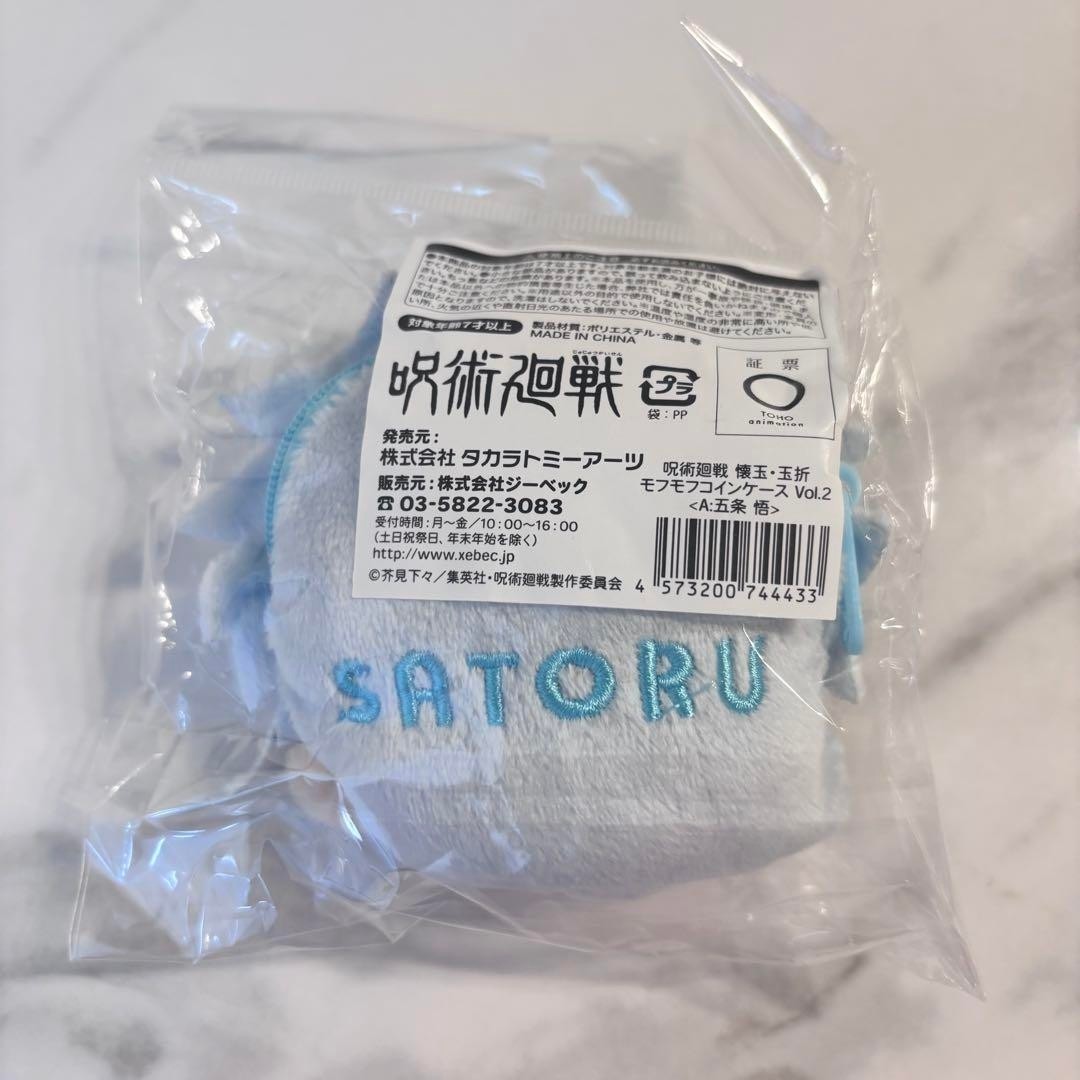 対象年齢7才以上
製品材質:ポリエステル・金属 等
MADE IN CHINA
じゅじゅつかいせん
呪術廻戦
プラ
袋:PP
証票
TOHO
animation
発売元:
株式会社 タカラトミーアーツ
販売元:株式会社ジーベック
☎ 03-5822-3083
受付時間:月~金/10:00~16:00
(土日祝祭日、年末年始を除く)
http://www.xebec.jp
©芥見下々/集英社・呪術廻戦製作委員会
呪術廻戦 懐玉・玉折
モフモフコインケース Vol.2
<A:五条 悟>
4 573200 744433
SATORU